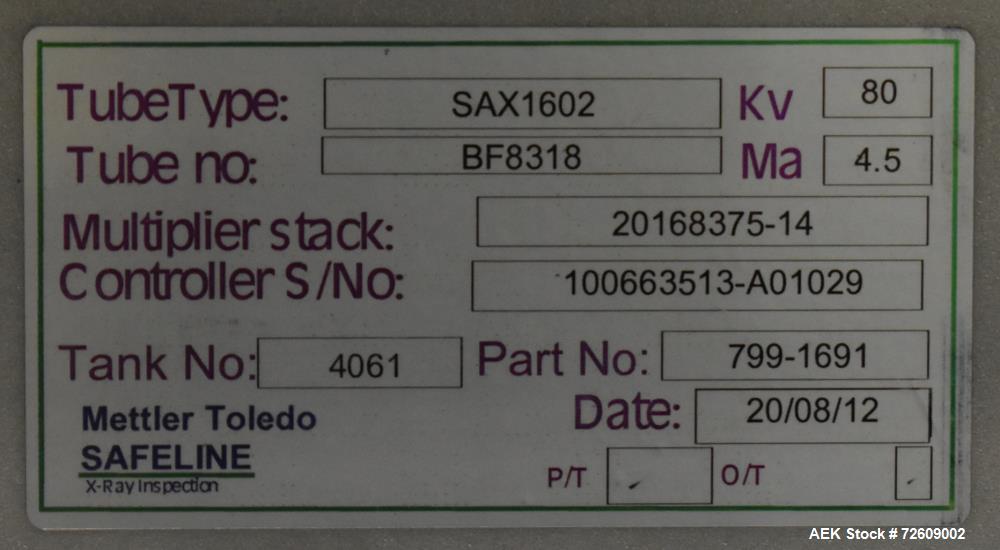 TubeType: SAX1602 Kv 80
Tube no: BF8318 Ma 4.5
Multiplier stack: 20168375-14
Controller S/No: 100663513-A01029
Tank No: 4061 Part No: 799-1691
Mettler Toledo Date: 20/08/12
SAFELINE
X-Ray Inspection P/T O/T
AEK Stock # 72609002